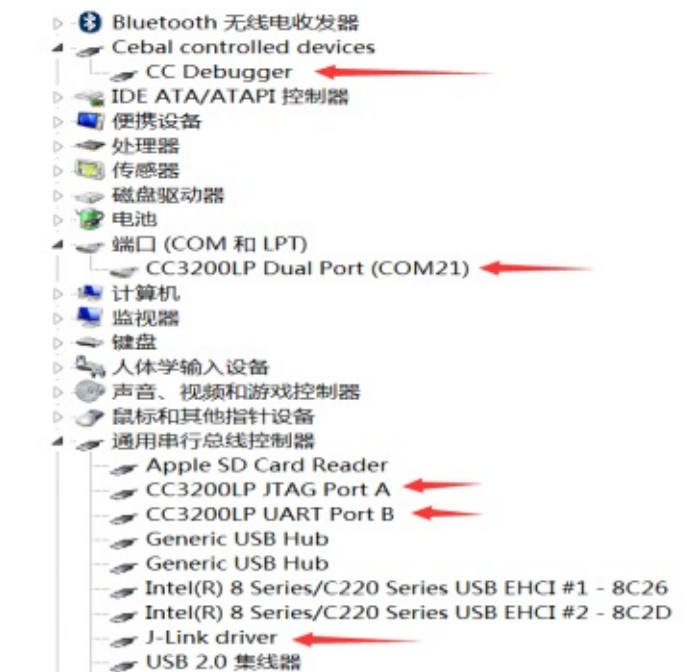 Bluetooth 无线电收发器
Cebal controlled devices
CC Debugger
IDE ATA/ATAPI 控制器
便携设备
处理器
传感器
磁盘驱动器
电池
端口 (COM 和 LPT)
CC3200LP Dual Port (COM21)
计算机
监视器
键盘
人体学输入设备
声音、视频和游戏控制器
鼠标和其他指针设备
通用串行总线控制器
Apple SD Card Reader
CC3200LP JTAG Port A
CC3200LP UART Port B
Generic USB Hub
Generic USB Hub
Intel(R) 8 Series/C220 Series USB EHCI #1 - 8C26
Intel(R) 8 Series/C220 Series USB EHCI #2 - 8C2D
J-Link driver
USB 2.0 集线器